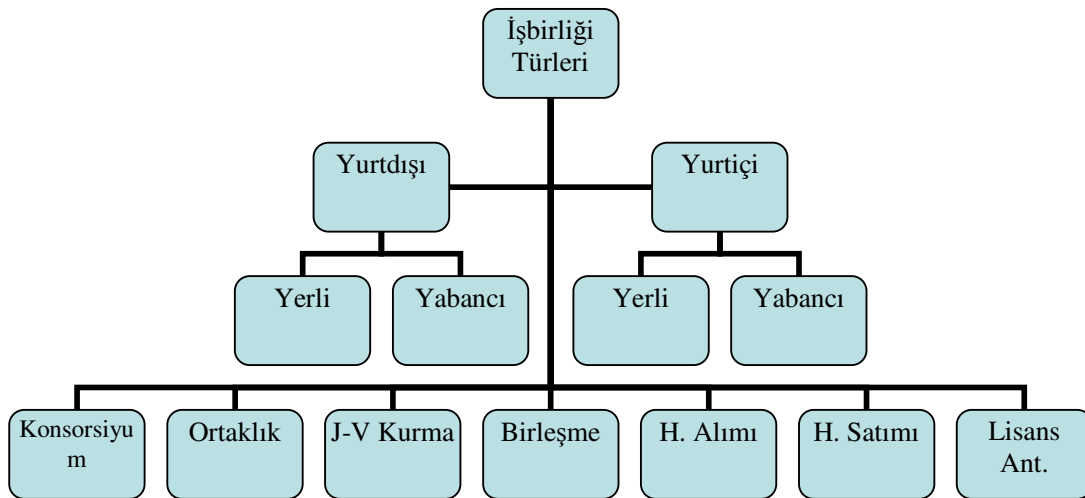 İşbirliği
Türleri
Yurtdışı
Yurtiçi
Yerli
Yabancı
Yerli
Yabancı
Konsorsiyu
m
Ortaklık
J-V Kurma
Birleşme
H. Alımı
H. Satımı
Lisans
Ant.